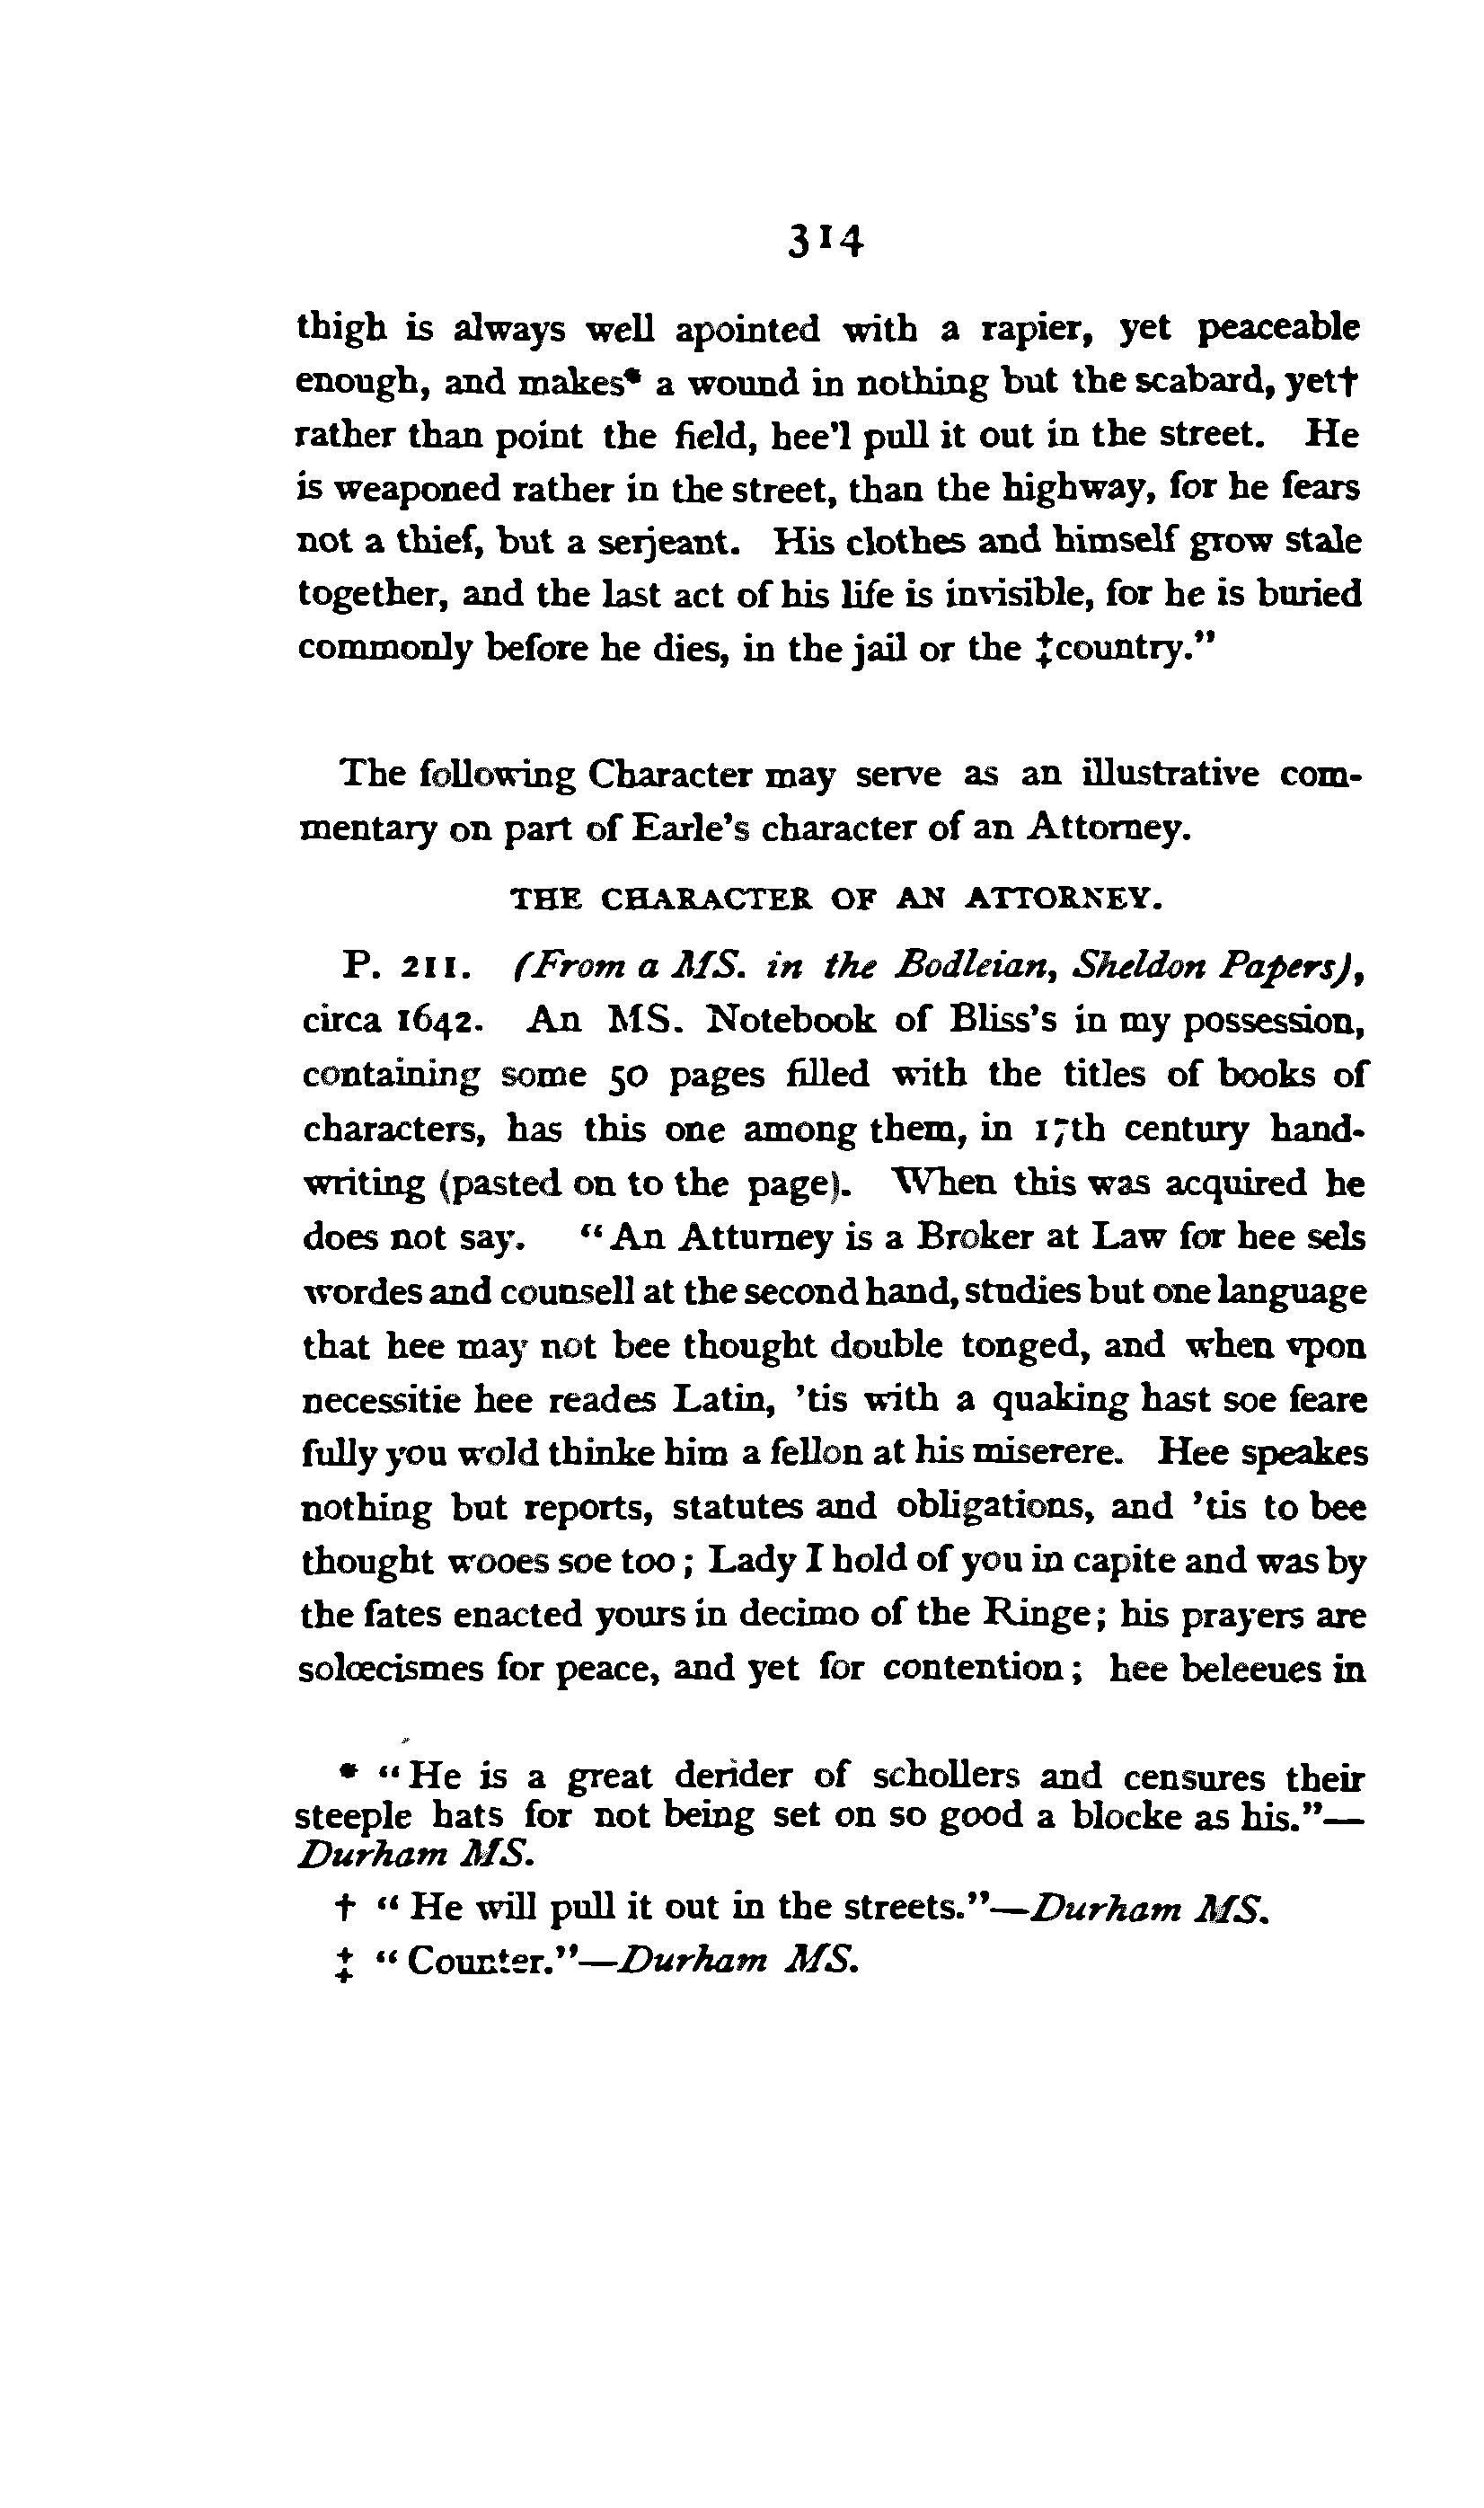 314
thigh is always well apointed with a rapier, yet peaceable
enough, and makes* a wound in nothing but the scabard, yet†
rather than point the field, hee'l pull it out in the street. He
is weaponed rather in the street, than the highway, for he fears
not a thief, but a serjeant. His clothes and himself grow stale
together, and the last act of his life is invisible, for he is buried
commonly before he dies, in the jail or the ‡country."
The following Character may serve as an illustrative com-
mentary on part of Earle's character of an Attorney.
THE CHARACTER OF AN ATTORNEY.
P. 211. (From a MS. in the Bodleian, Sheldon Papers),
circa 1642. An MS. Notebook of Bliss's in my possession,
containing some 50 pages filled with the titles of books of
characters, has this one among them, in 17th century hand-
writing (pasted on to the page). When this was acquired he
does not say. "An Atturney is a Broker at Law for hee sels
wordes and counsell at the second hand, studies but one language
that hee may not bee thought double tonged, and when vpon
necessitie hee reades Latin, 'tis with a quaking hast soe feare
fully you wold thinke him a fellon at his miserere. Hee speakes
nothing but reports, statutes and obligations, and 'tis to bee
thought wooes soe too; Lady I hold of you in capite and was by
the fates enacted yours in decimo of the Ringe; his prayers are
solœcismes for peace, and yet for contention; hee beleeues in
* "He is a great derider of schollers and censures their
steeple hats for not being set on so good a blocke as his."—
Durham MS.
† "He will pull it out in the streets."—Durham MS.
‡ "Counter."—Durham MS.